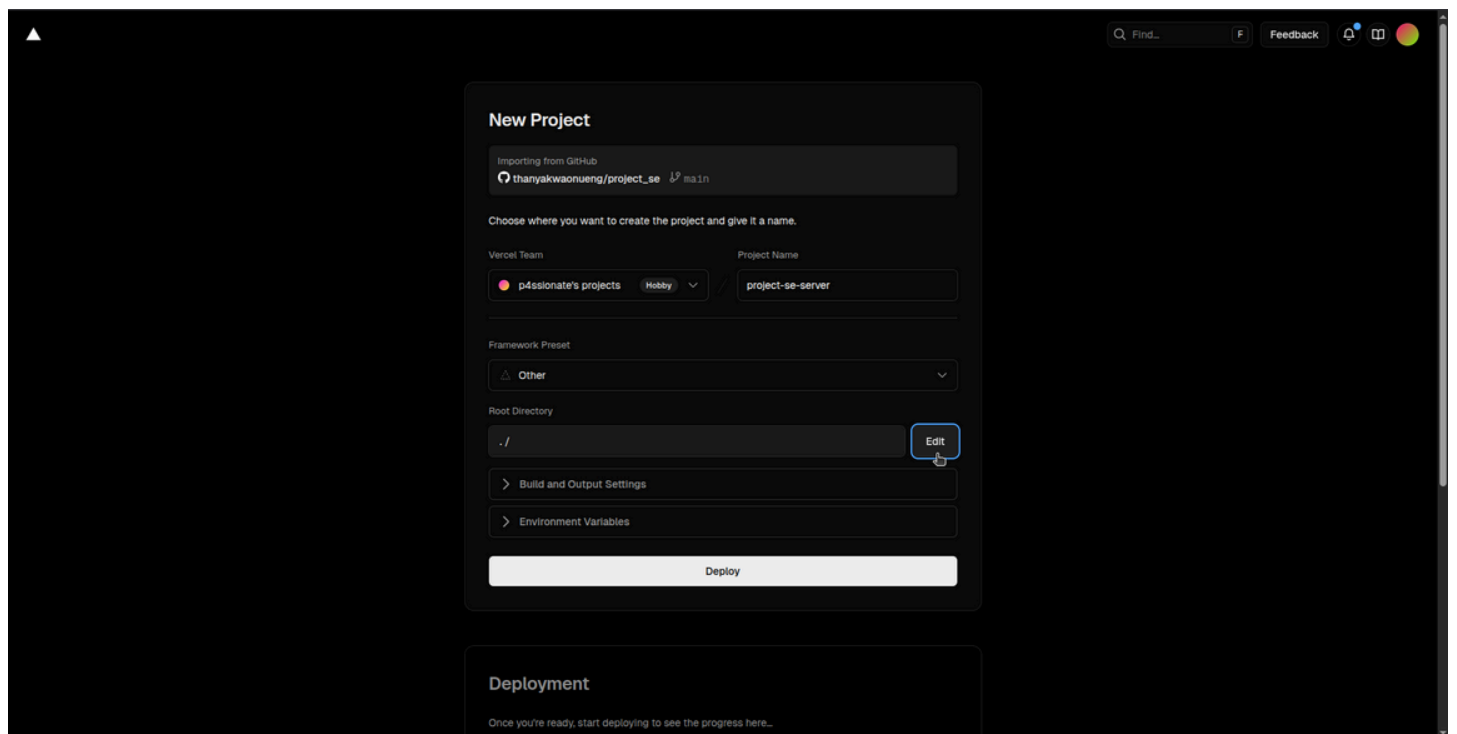 Find...
F
Feedback
New Project
Importing from GitHub
thanyakwaonueng/project_se main
Choose where you want to create the project and give it a name.
Vercel Team
Project Name
p4ssionate's projects Hobby
project-se-server
Framework Preset
Other
Root Directory
./
Edit
Build and Output Settings
Environment Variables
Deploy
Deployment
Once you're ready, start deploying to see the progress here...